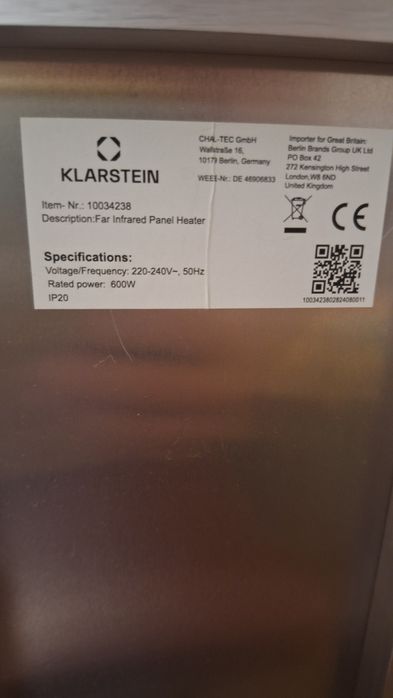 KLARSTEIN
CHAL-TEC GmbH
Wallstraße 16,
10179 Berlin, Germany
WEEE-Nr.: DE 46906833
Importer for Great Britain:
Berlin Brands Group UK Ltd
PO Box 42
272 Kensington High Street
London,W8 6ND
United Kingdom
Item- Nr.: 10034238
Description:Far Infrared Panel Heater
CE
Specifications:
Voltage/Frequency: 220-240V~, 50Hz
Rated power: 600W
IP20
1003423802824080011